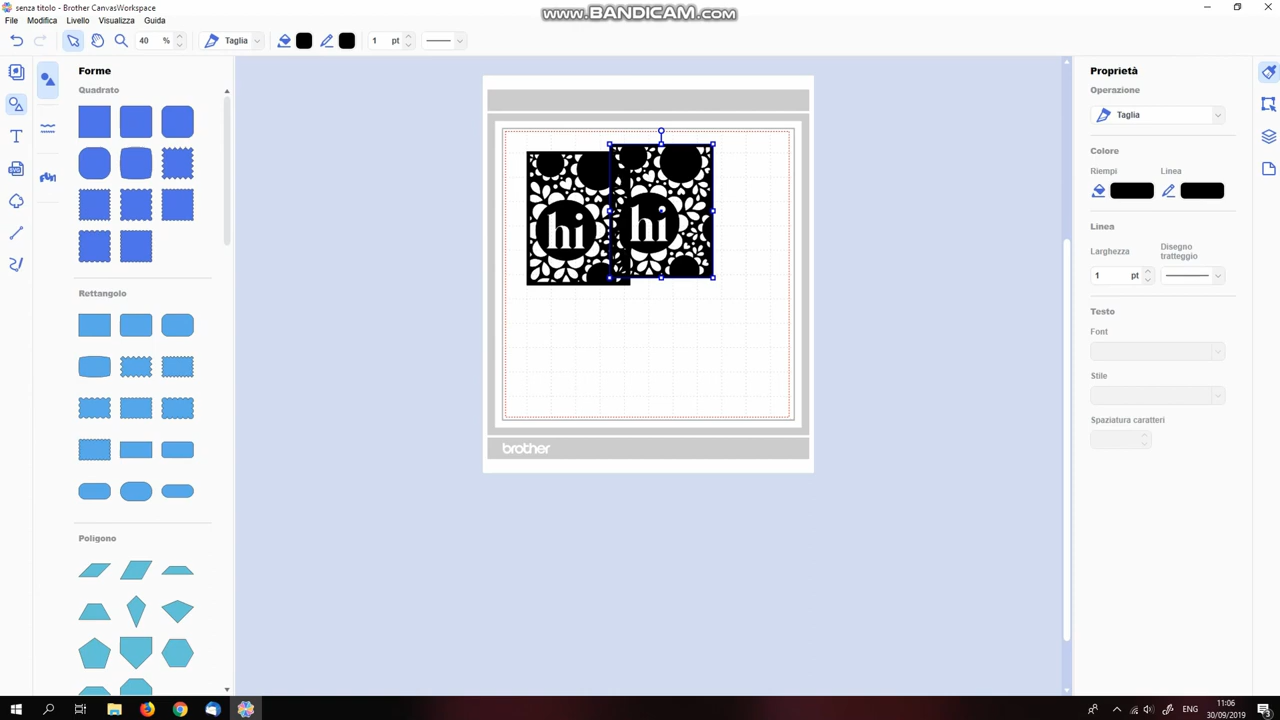 senza titolo - Brother CanvasWorkspace
www.BANDICAM.com
File Modifica Livello Visualizza Guida
40 % Taglia 1 pt
Forme
Quadrato
Rettangolo
Poligono
hi hi
brother
Proprietà
Operazione
Taglia
Colore
Riempi Linea
Linea
Larghezza Disegno tratteggio
1 pt
Testo
Font
Stile
Spaziatura caratteri
ENG
11:06
30/09/2019